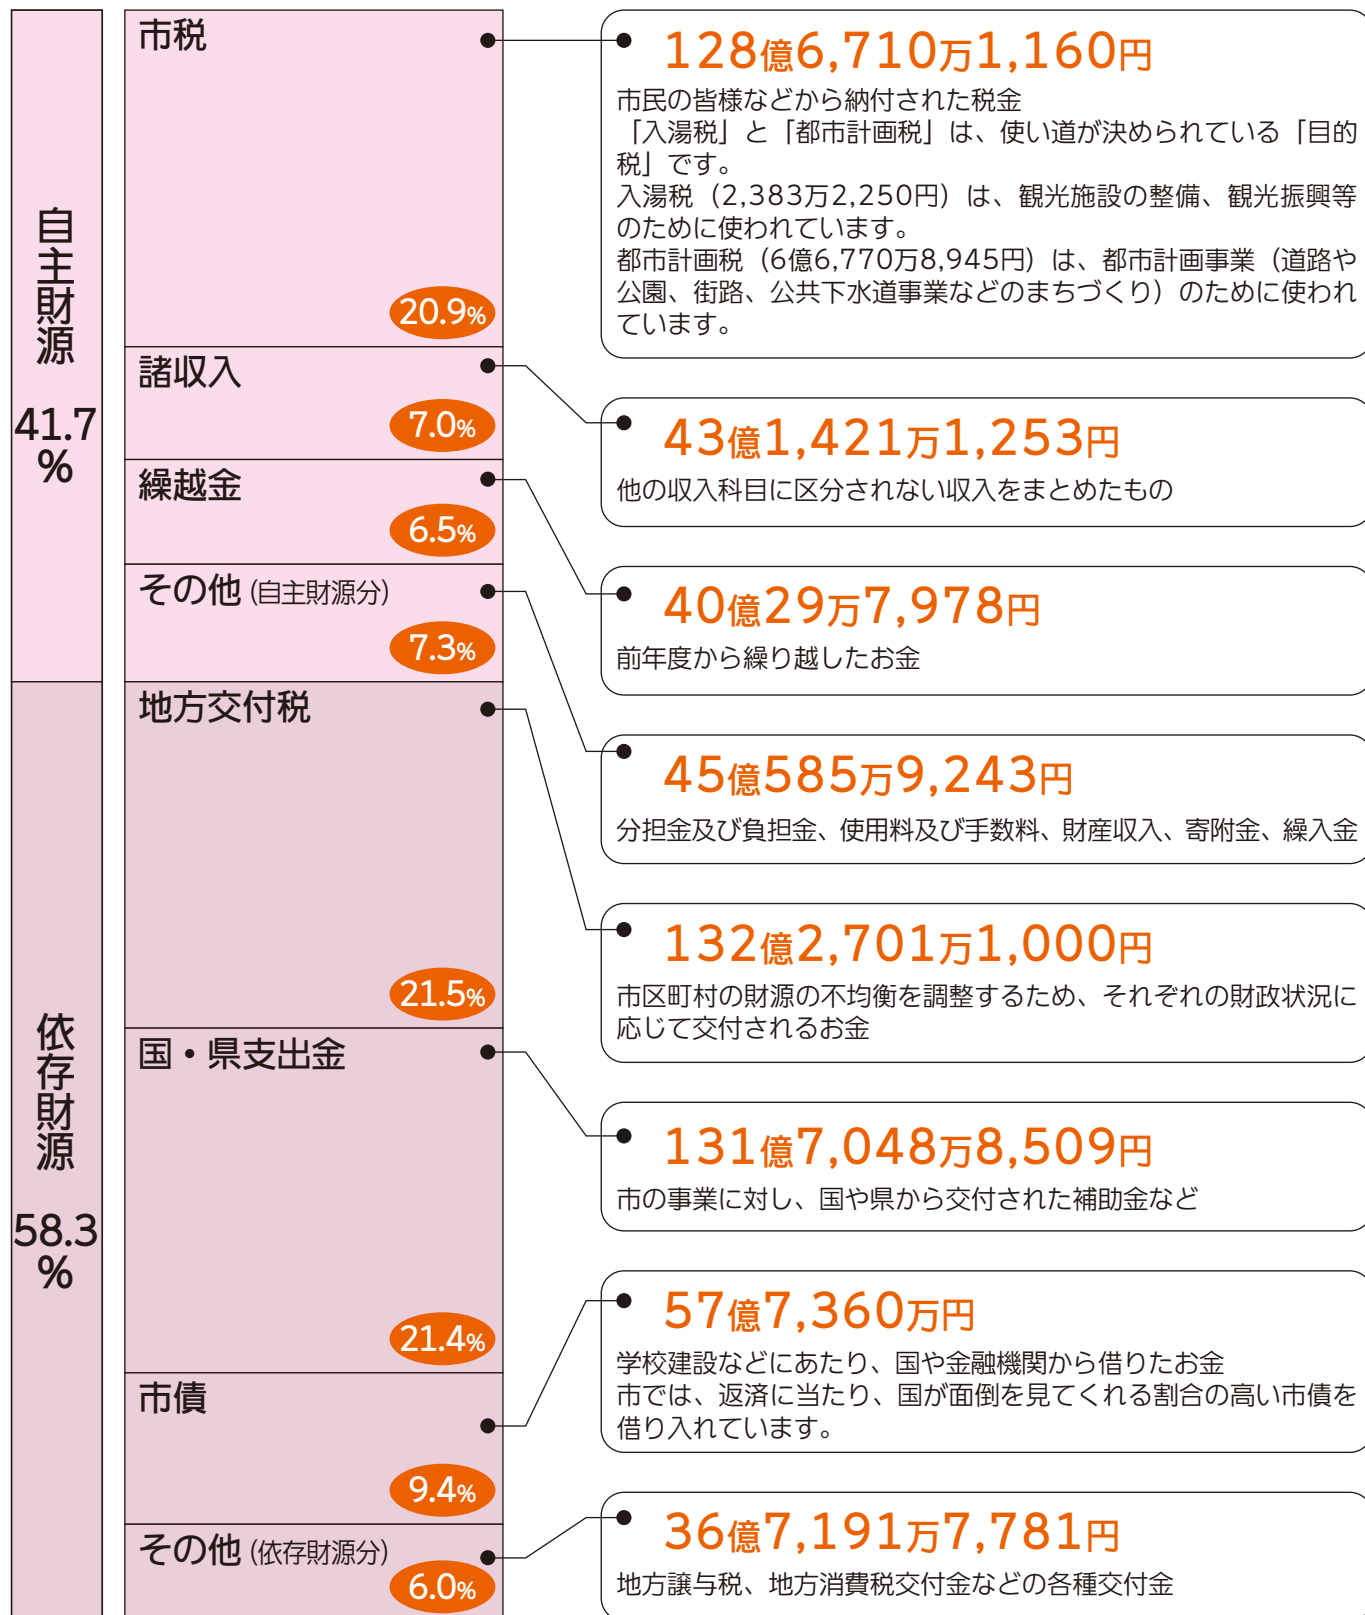 自主財源
41.7
%
市税
20.9%
128億6,710万1,160円
市民の皆様などから納付された税金
「入湯税」と「都市計画税」は、使い道が決められている「目的
税」です。
入湯税（2,383万2,250円）は、観光施設の整備、観光振興等
のために使われています。
都市計画税（6億6,770万8,945円）は、都市計画事業（道路や
公園、街路、公共下水道事業などのまちづくり）のために使われ
ています。
諸収入
7.0%
43億1,421万1,253円
他の収入科目に区分されない収入をまとめたもの
繰越金
6.5%
40億29万7,978円
前年度から繰り越したお金
その他 (自主財源分)
7.3%
45億585万9,243円
分担金及び負担金、使用料及び手数料、財産収入、寄附金、繰入金
依存財源
58.3
%
地方交付税
21.5%
132億2,701万1,000円
市区町村の財源の不均衡を調整するため、それぞれの財政状況に
応じて交付されるお金
国・県支出金
21.4%
131億7,048万8,509円
市の事業に対し、国や県から交付された補助金など
市債
9.4%
57億7,360万円
学校建設などにあたり、国や金融機関から借りたお金
市では、返済に当たり、国が面倒を見てくれる割合の高い市債を
借り入れています。
その他 (依存財源分)
6.0%
36億7,191万7,781円
地方譲与税、地方消費税交付金などの各種交付金